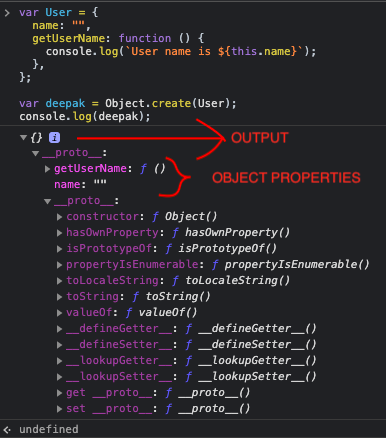 var User = {
name: "",
getUserName: function () {
console.log(`User name is ${this.name}`);
},
};
var deepak = Object.create(User);
console.log(deepak);
{} i OUTPUT
__proto__:
getUserName: ƒ ()
name: ""
OBJECT PROPERTIES
__proto__:
constructor: ƒ Object()
hasOwnProperty: ƒ hasOwnProperty()
isPrototypeOf: ƒ isPrototypeOf()
propertyIsEnumerable: ƒ propertyIsEnumerable()
toLocaleString: ƒ toLocaleString()
toString: ƒ toString()
valueOf: ƒ valueOf()
__defineGetter__: ƒ __defineGetter__()
__defineSetter__: ƒ __defineSetter__()
__lookupGetter__: ƒ __lookupGetter__()
__lookupSetter__: ƒ __lookupSetter__()
get __proto__: ƒ __proto__()
set __proto__: ƒ __proto__()
undefined